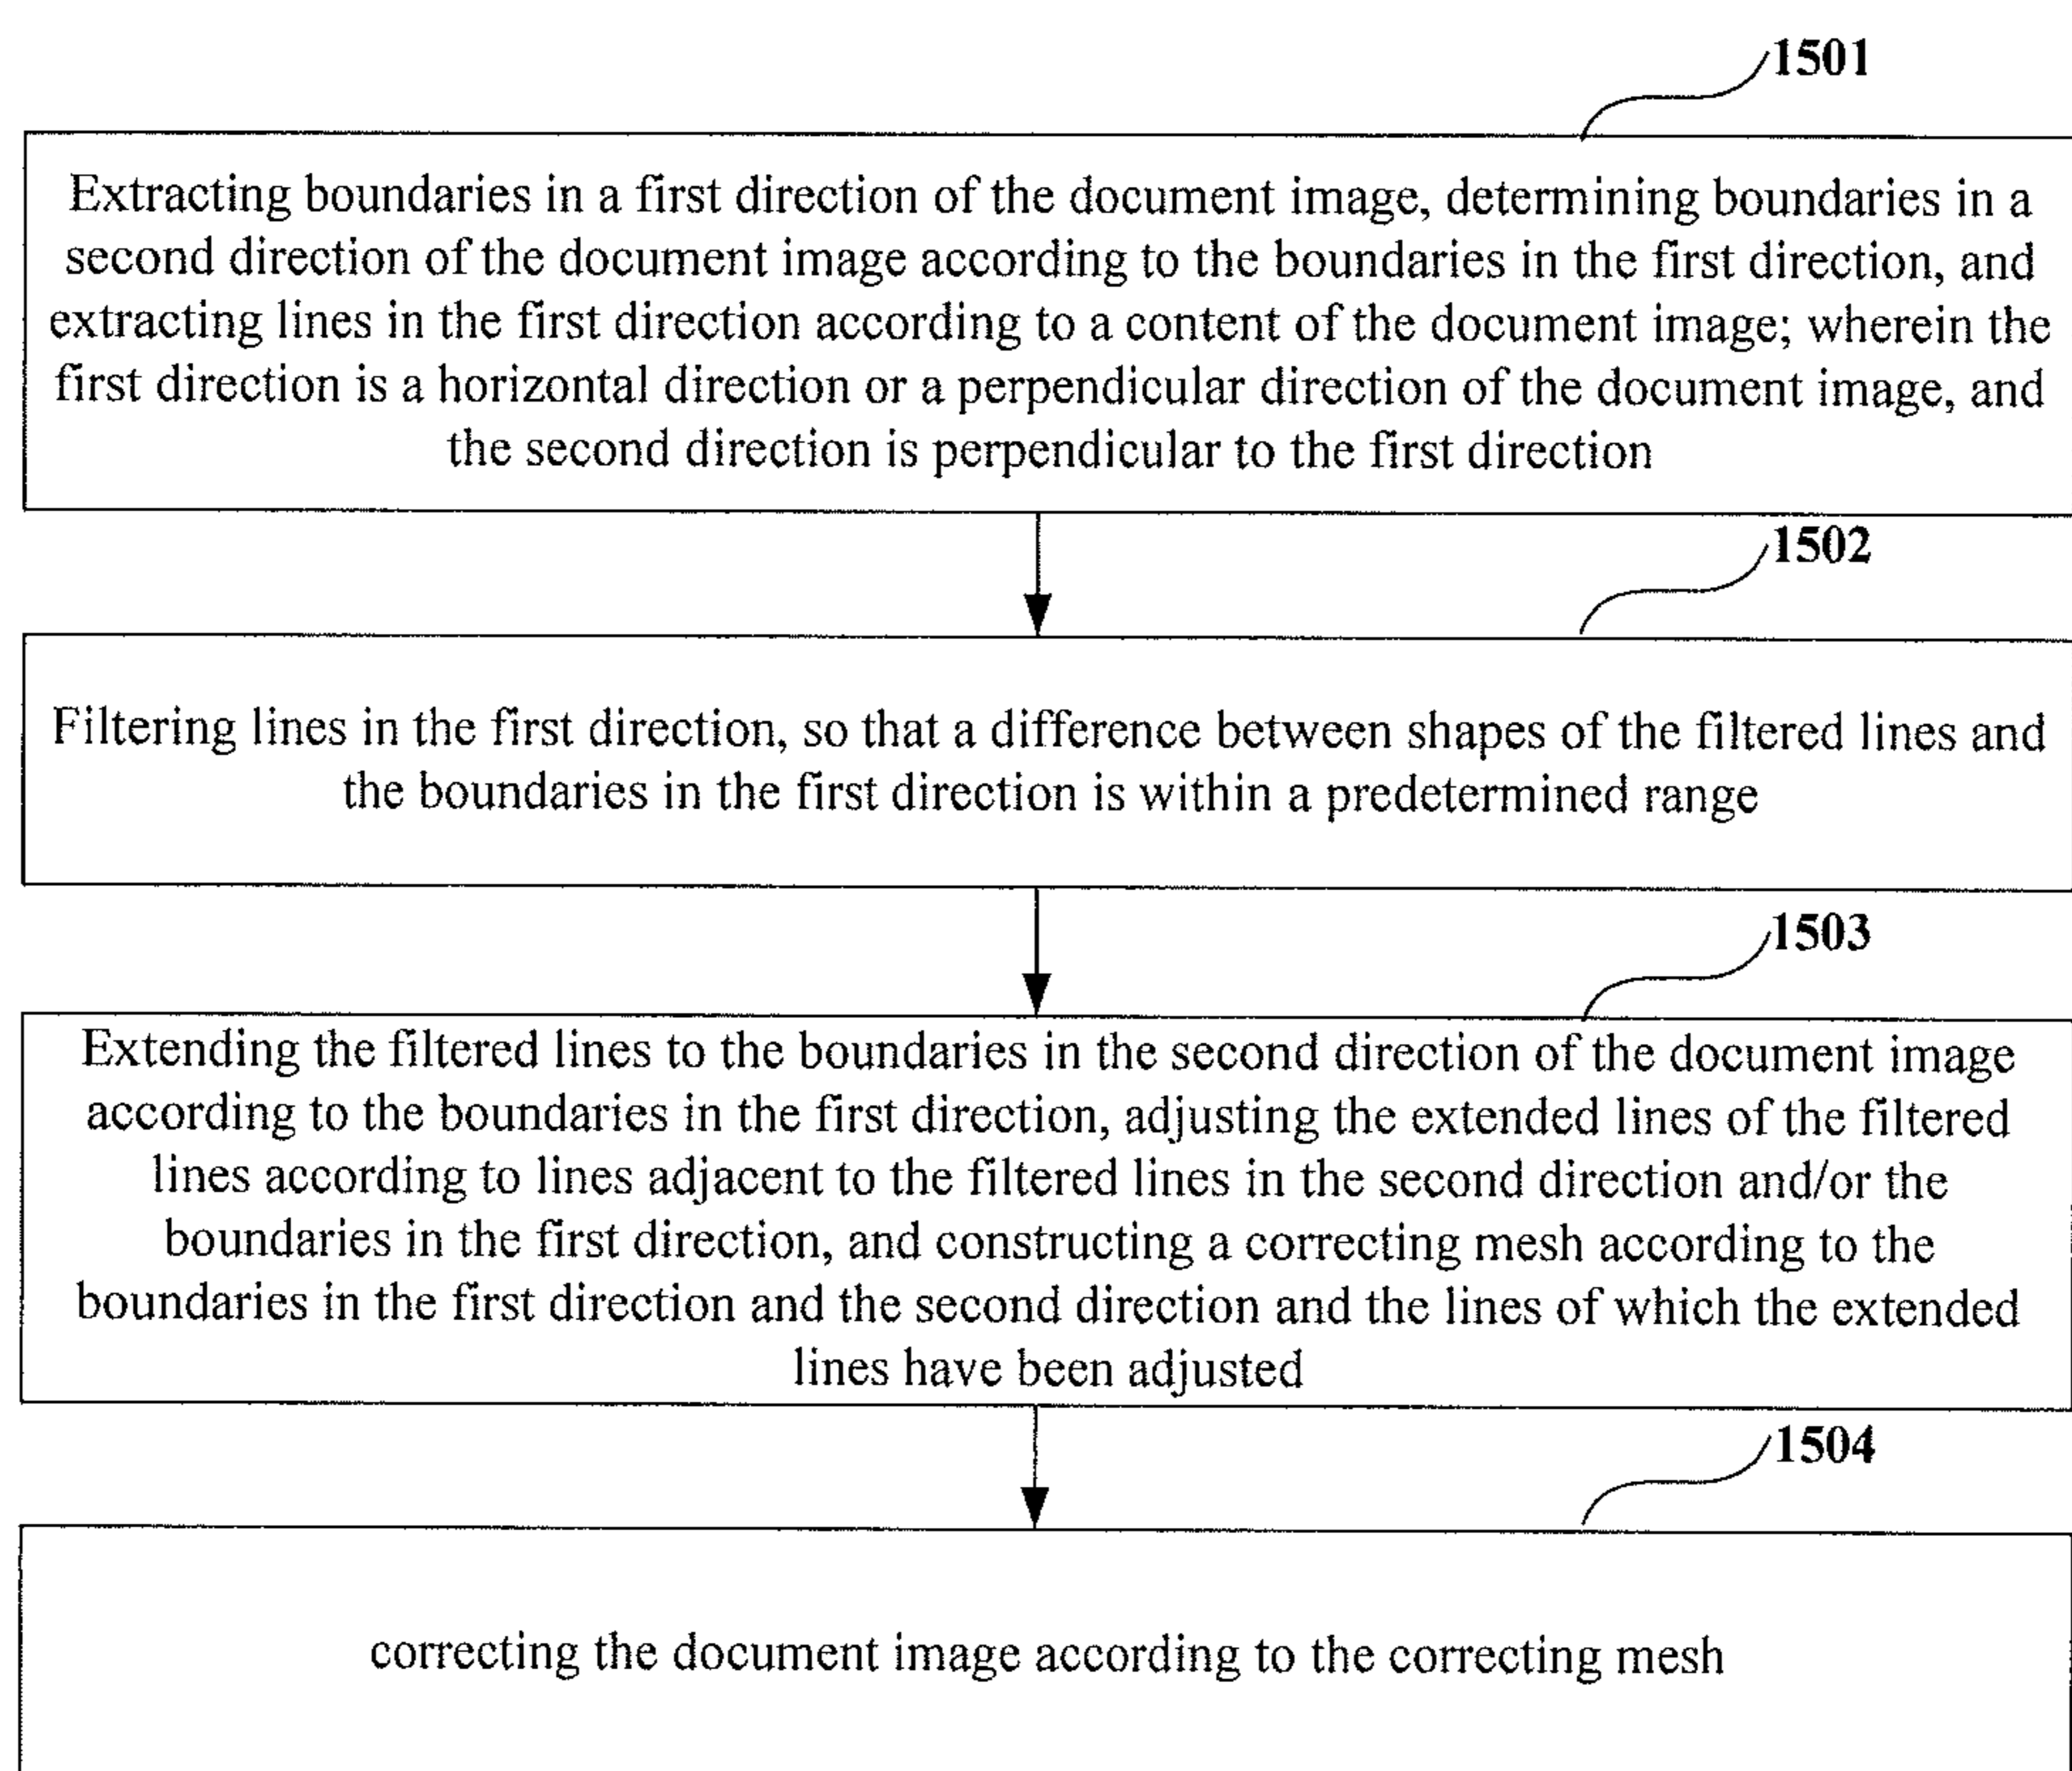 1501
Extracting boundaries in a first direction of the document image, determining boundaries in a
second direction of the document image according to the boundaries in the first direction, and
extracting lines in the first direction according to a content of the document image; wherein the
first direction is a horizontal direction or a perpendicular direction of the document image, and
the second direction is perpendicular to the first direction
1502
Filtering lines in the first direction, so that a difference between shapes of the filtered lines and
the boundaries in the first direction is within a predetermined range
1503
Extending the filtered lines to the boundaries in the second direction of the document image
according to the boundaries in the first direction, adjusting the extended lines of the filtered
lines according to lines adjacent to the filtered lines in the second direction and/or the
boundaries in the first direction, and constructing a correcting mesh according to the
boundaries in the first direction and the second direction and the lines of which the extended
lines have been adjusted
1504
correcting the document image according to the correcting mesh